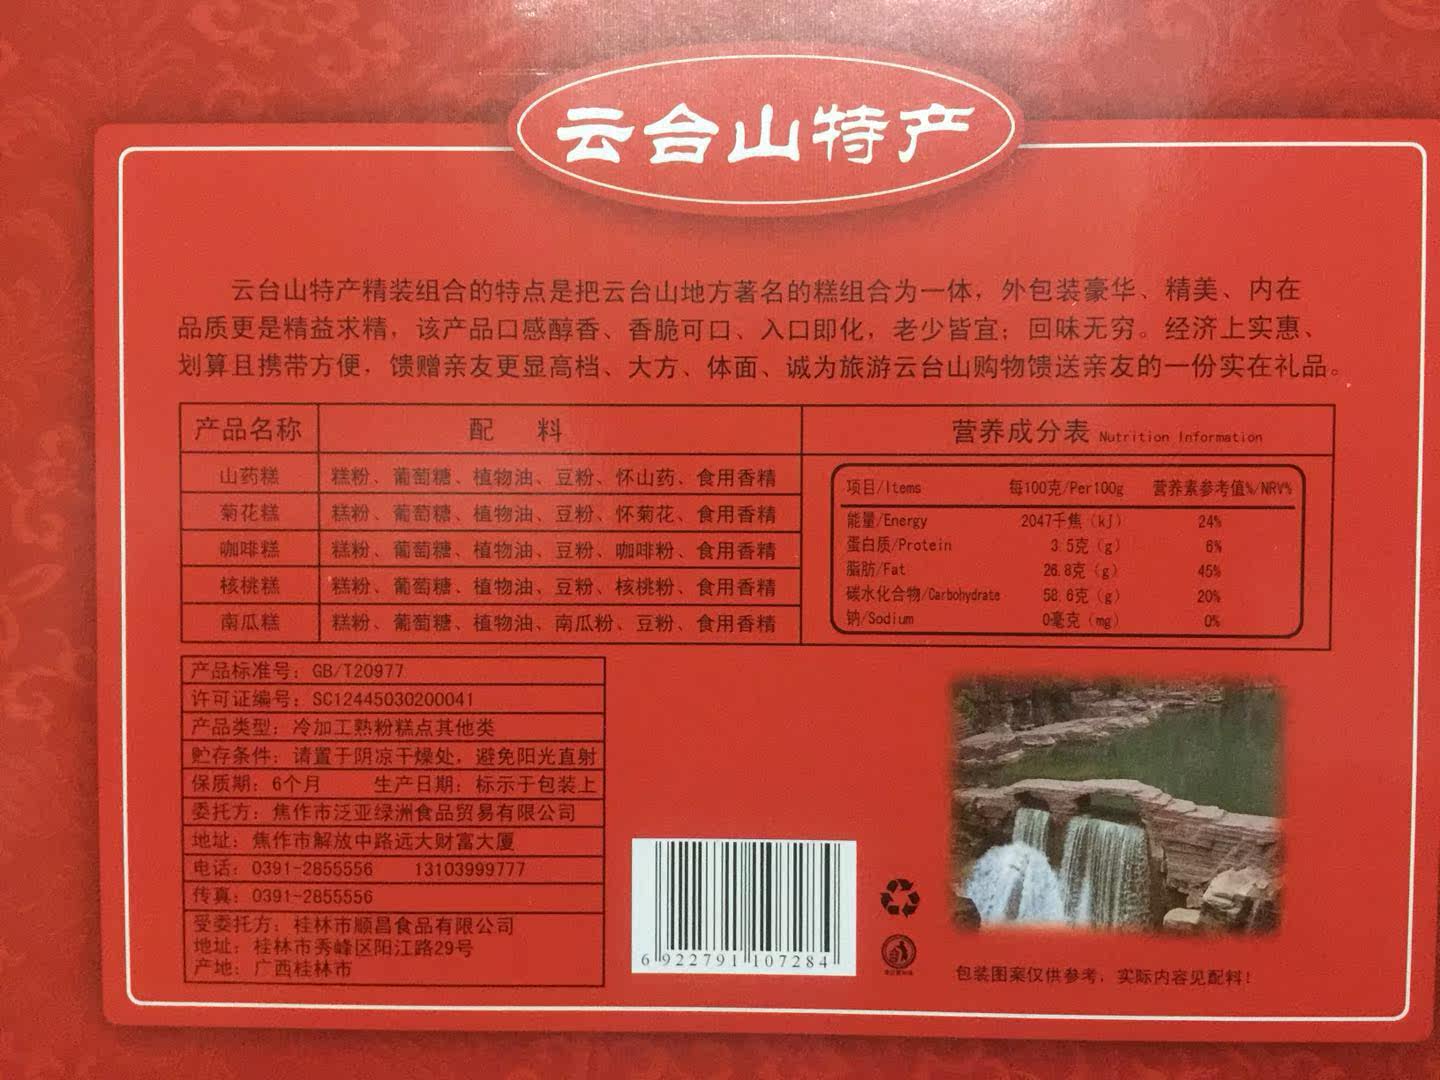 云台山特产
云台山特产精装组合的特点是把云台山地方著名的糕组合为一体，外包装豪华、精美、内在
品质更是精益求精，该产品口感醇香、香脆可口、入口即化，老少皆宜；回味无穷。经济上实惠、
划算且携带方便，馈赠亲友更显高档、大方、体面、诚为旅游云台山购物馈送亲友的一份实在礼品。
产品名称 配 料
山药糕 糕粉、葡萄糖、植物油、豆粉、怀山药、食用香精
菊花糕 糕粉、葡萄糖、植物油、豆粉、怀菊花、食用香精
咖啡糕 糕粉、葡萄糖、植物油、豆粉、咖啡粉、食用香精
核桃糕 糕粉、葡萄糖、植物油、豆粉、核桃粉、食用香精
南瓜糕 糕粉、葡萄糖、植物油、南瓜粉、豆粉、食用香精
营养成分表 Nutrition Information
项目/Items 每100克/Per100g 营养素参考值%/NRV%
能量/Energy 2047千焦（kJ） 24%
蛋白质/Protein 3.5克（g） 6%
脂肪/Fat 26.8克（g） 45%
碳水化合物/Carbohydrate 58.6克（g） 20%
钠/Sodium 0毫克（mg） 0%
产品标准号：GB/T20977
许可证编号：SC12445030200041
产品类型：冷加工熟粉糕点其他类
贮存条件：请置于阴凉干燥处，避免阳光直射
保质期：6个月 生产日期：标示于包装上
委托方：焦作市泛亚绿洲食品贸易有限公司
地址：焦作市解放中路远大财富大厦
电话：0391-2855556 13103999777
传真：0391-2855556
受委托方：桂林市顺昌食品有限公司
地址：桂林市秀峰区阳江路29号
产地：广西桂林市
6 922791 107284
包装图案仅供参考，实际内容见配料！